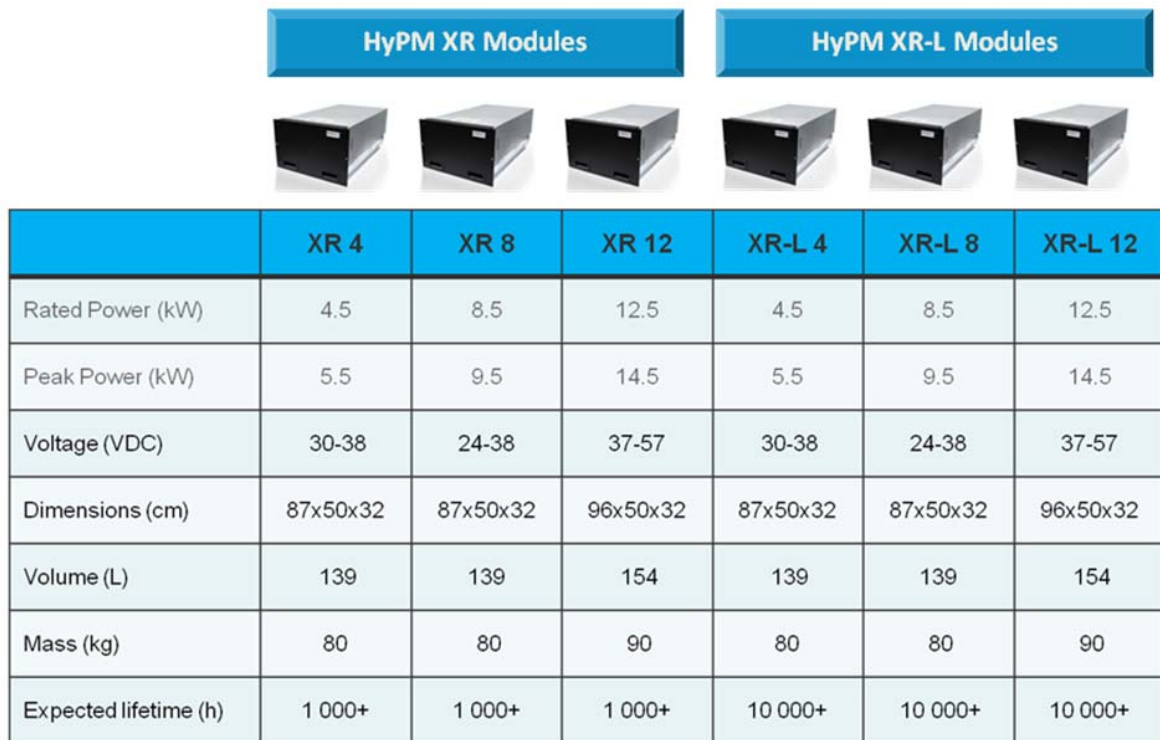 HyPM XR Modules HyPM XR-L Modules
XR 4 XR 8 XR 12 XR-L 4 XR-L 8 XR-L 12
Rated Power (kW) 4.5 8.5 12.5 4.5 8.5 12.5
Peak Power (kW) 5.5 9.5 14.5 5.5 9.5 14.5
Voltage (VDC) 30-38 24-38 37-57 30-38 24-38 37-57
Dimensions (cm) 87x50x32 87x50x32 96x50x32 87x50x32 87x50x32 96x50x32
Volume (L) 139 139 154 139 139 154
Mass (kg) 80 80 90 80 80 90
Expected lifetime (h) 1 000+ 1 000+ 1 000+ 10 000+ 10 000+ 10 000+